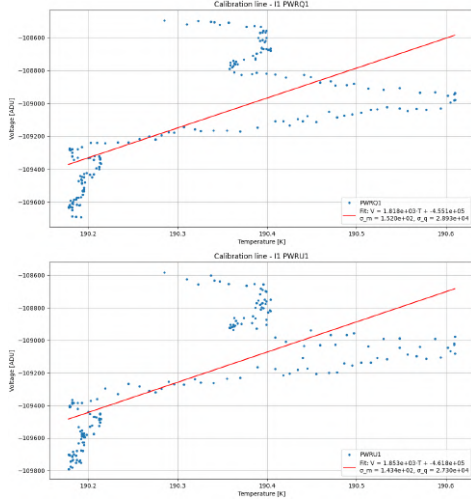 Calibration line - I1 PWRQ1
Voltage [ADU]
−108600
−108800
−109000
−109200
−109400
−109600
190.2
190.3
190.4
190.5
190.6
Temperature [K]
PWRQ1
Fit: V = 1.818e+03·T + -4.551e+05
σ_m = 1.520e+02, σ_q = 2.893e+04
Calibration line - I1 PWRU1
Voltage [ADU]
−108600
−108800
−109000
−109200
−109400
−109600
−109800
190.2
190.3
190.4
190.5
190.6
Temperature [K]
PWRU1
Fit: V = 1.853e+03·T + -4.618e+05
σ_m = 1.434e+02, σ_q = 2.730e+04